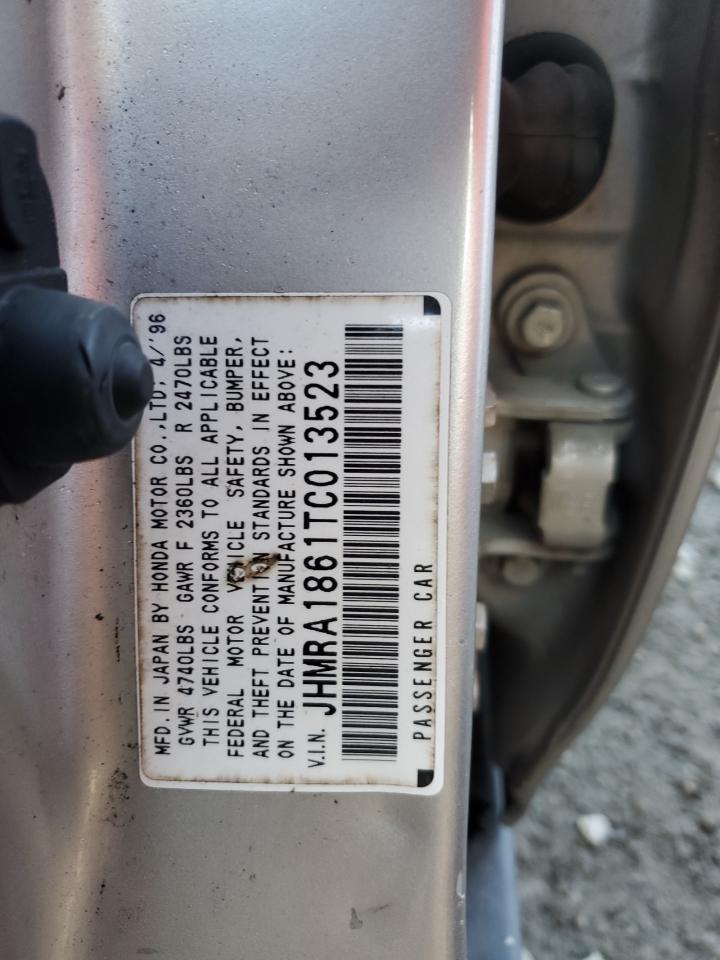 MFD. IN JAPAN BY HONDA MOTOR CO.,LTD; 4/'96
GVWR 4740LBS GAWR F 2360LBS R 2470LBS
THIS VEHICLE CONFORMS TO ALL APPLICABLE
FEDERAL MOTOR VEHICLE SAFETY, BUMPER,
AND THEFT PREVENTION STANDARDS IN EFFECT
ON THE DATE OF MANUFACTURE SHOWN ABOVE:
V.I.N. JHMRA1861TC013523
PASSENGER CAR